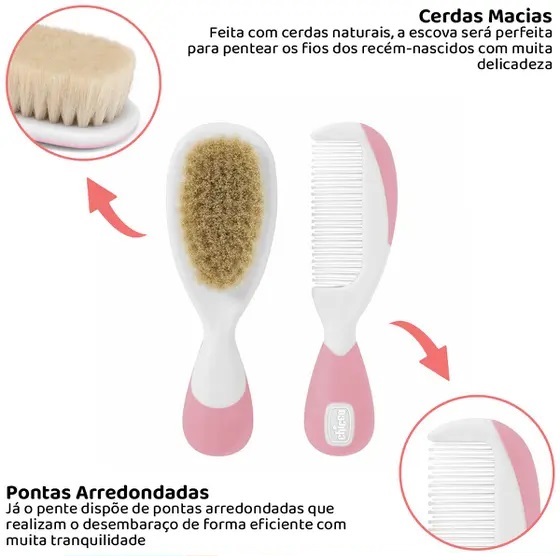 Cerdas Macias
Feita com cerdas naturais, a escova será perfeita
para pentear os fios dos recém-nascidos com muita
delicadeza
chicco
Pontas Arredondadas
Já o pente dispõe de pontas arredondadas que
realizam o desembaraço de forma eficiente com
muita tranquilidade